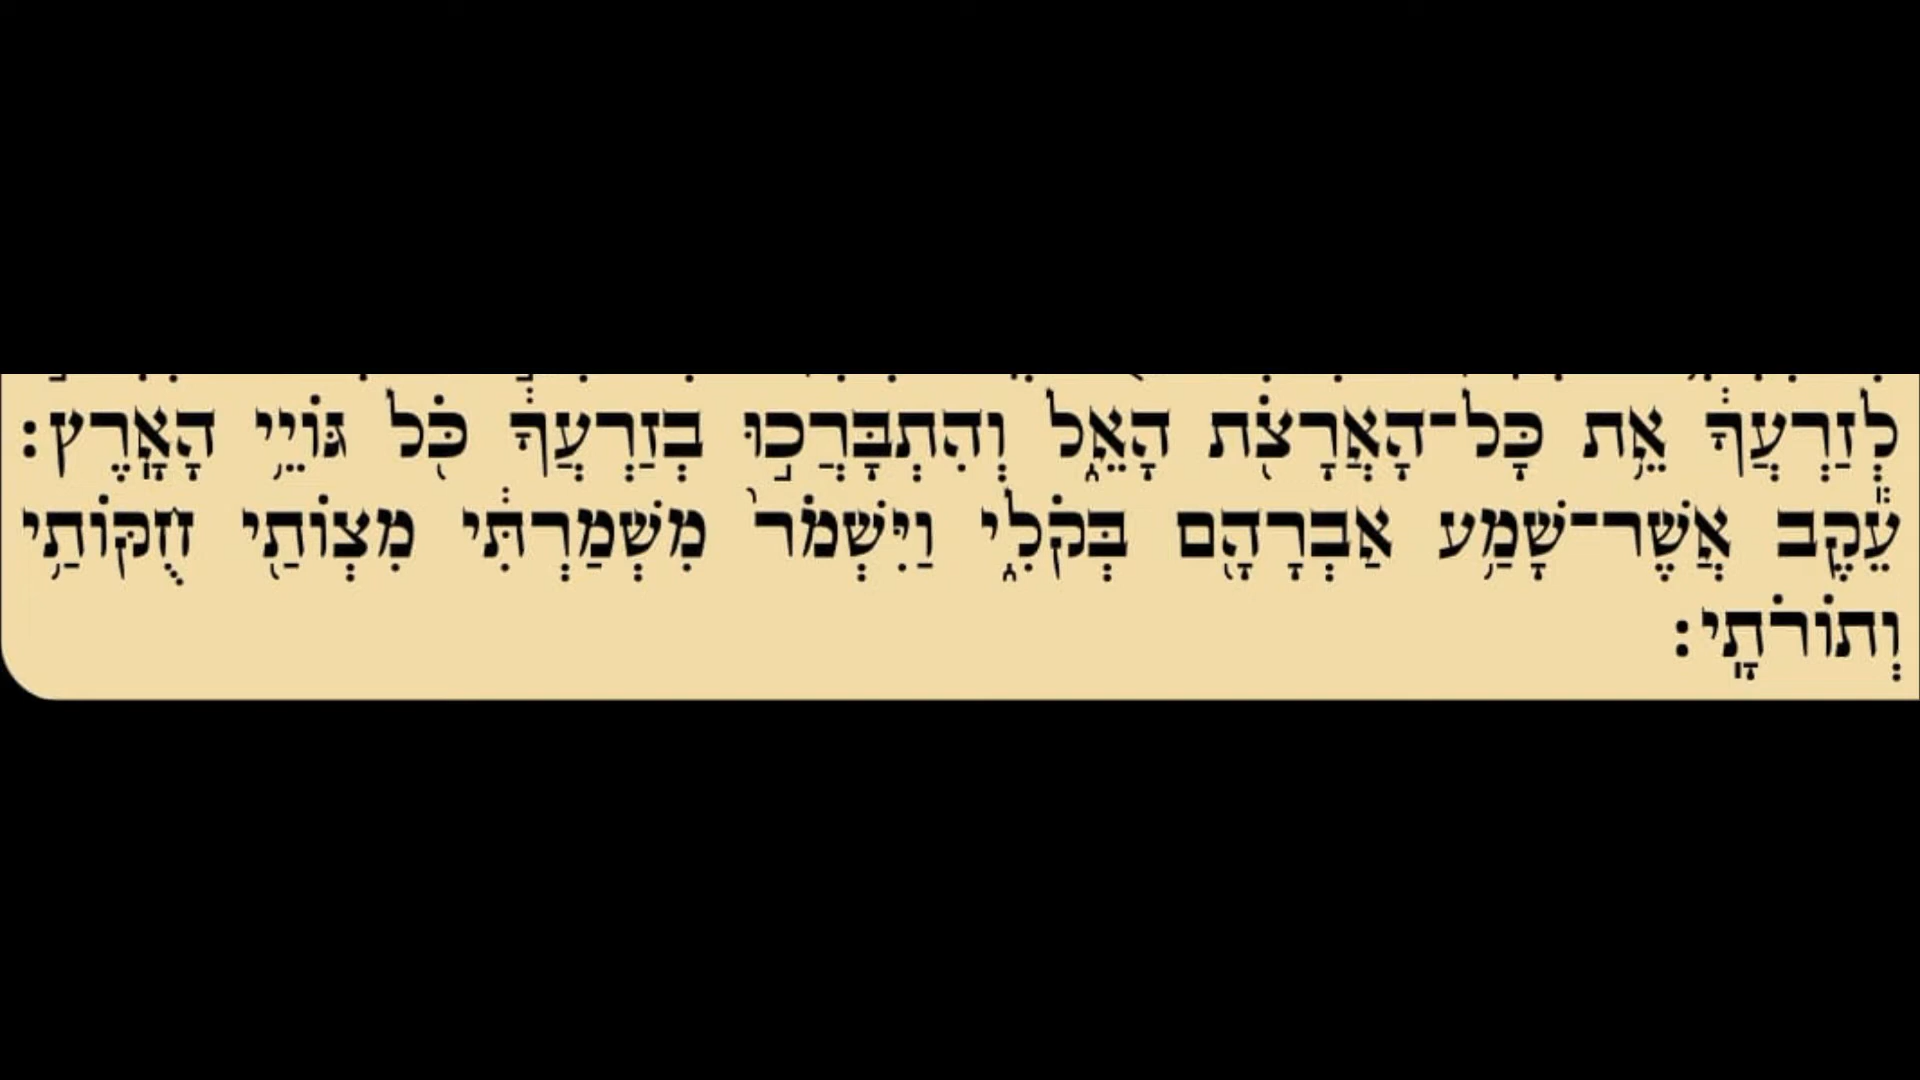 לְזַרְעֲךָ֔ אֵ֥ת כָּל־הָאֲרָצֹ֖ת הָאֵ֑ל וְהִתְבָּרֲכ֣וּ בְזַרְעֲךָ֔ כֹּ֖ל גּוֹיֵ֥י הָאָֽרֶץ׃
עֵ֕קֶב אֲשֶׁר־שָׁמַ֥ע אַבְרָהָ֖ם בְּקֹלִ֑י וַיִּשְׁמֹר֙ מִשְׁמַרְתִּ֔י מִצְוֺתַ֖י חֻקּוֹתַ֥י
וְתוֹרֹתָֽי׃